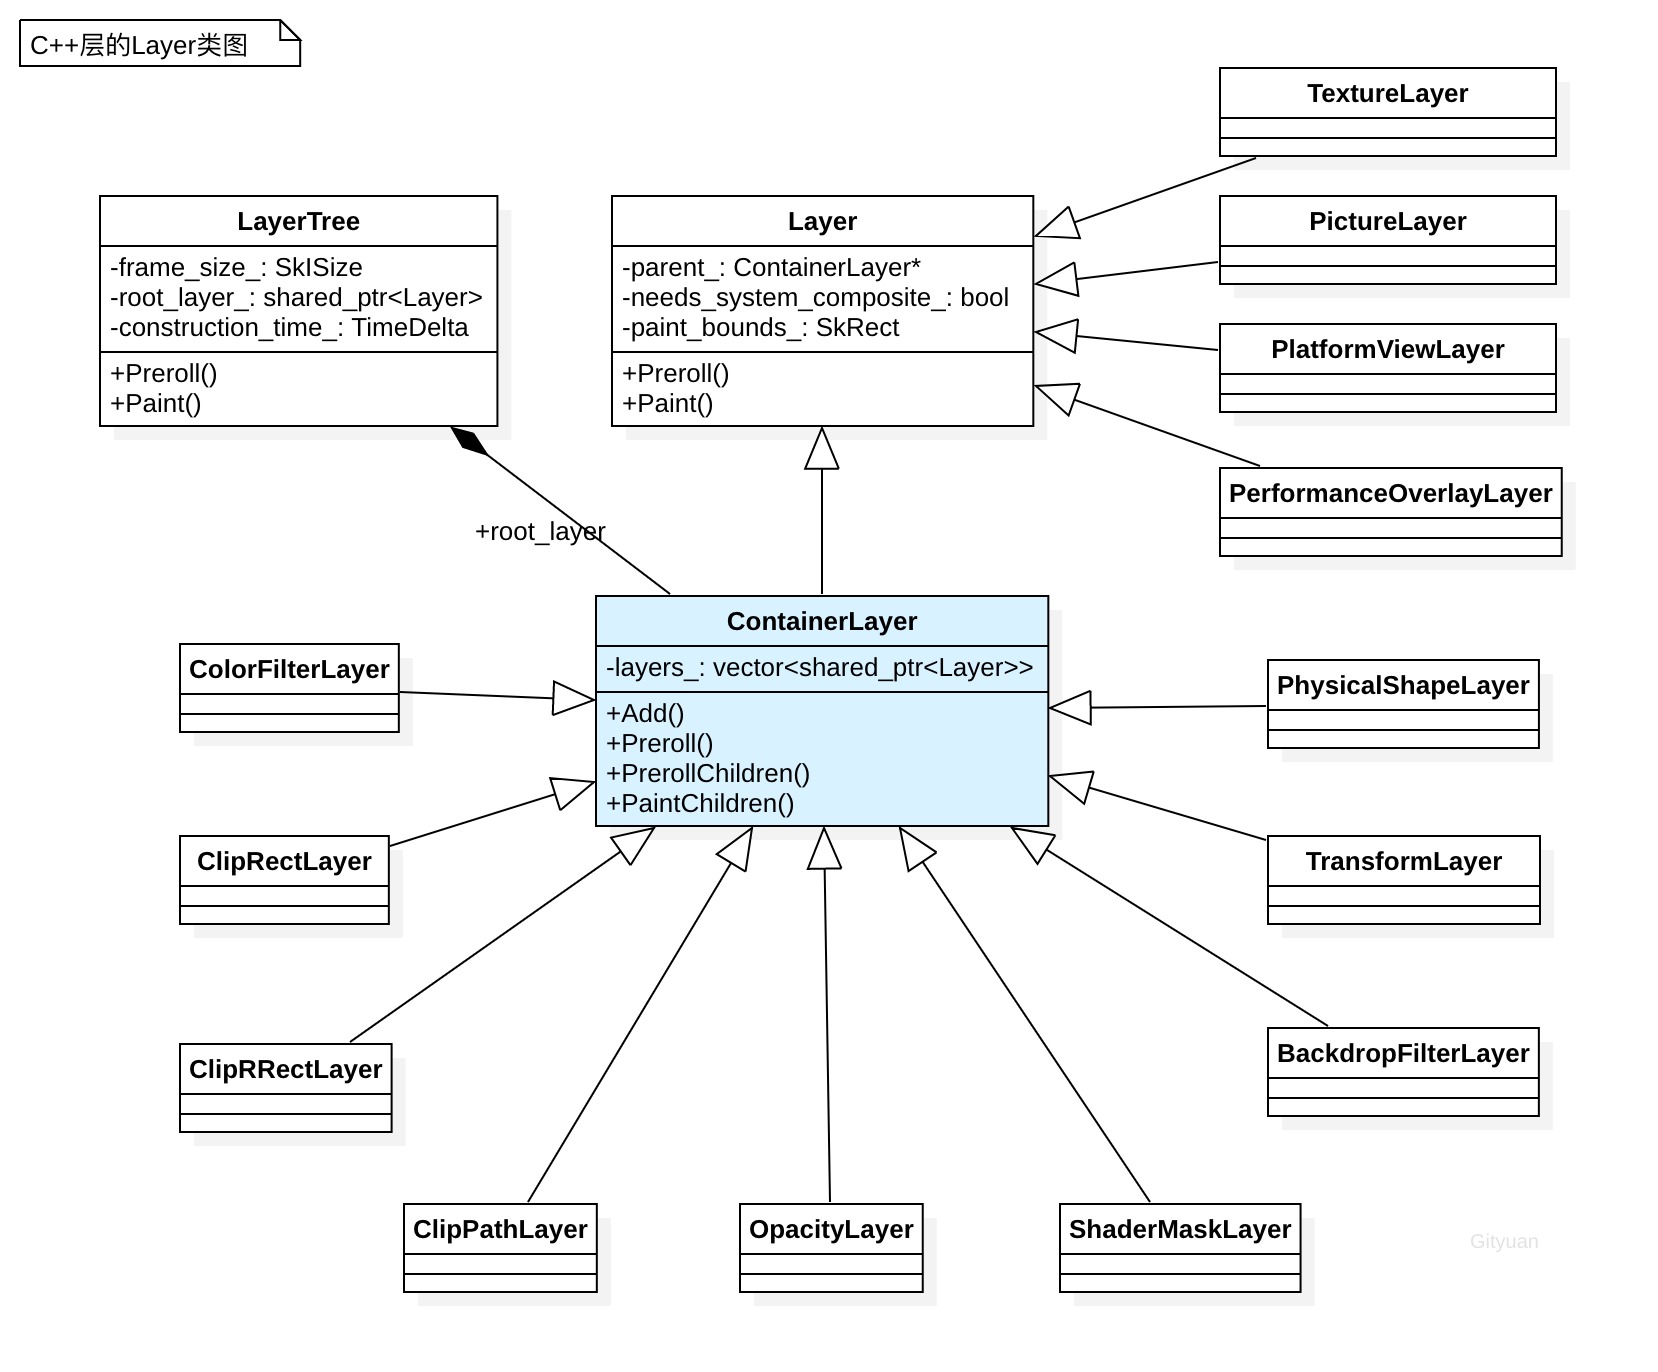 C++层的Layer类图
TextureLayer
LayerTree
-frame_size_: SkISize
-root_layer_: shared_ptr<Layer>
-construction_time_: TimeDelta
+Preroll()
+Paint()
Layer
-parent_: ContainerLayer*
-needs_system_composite_: bool
-paint_bounds_: SkRect
+Preroll()
+Paint()
PictureLayer
PlatformViewLayer
PerformanceOverlayLayer
+root_layer
ContainerLayer
-layers_: vector<shared_ptr<Layer>>
+Add()
+Preroll()
+PrerollChildren()
+PaintChildren()
ColorFilterLayer
PhysicalShapeLayer
ClipRectLayer
TransformLayer
ClipRRectLayer
BackdropFilterLayer
ClipPathLayer
OpacityLayer
ShaderMaskLayer
Gityuan